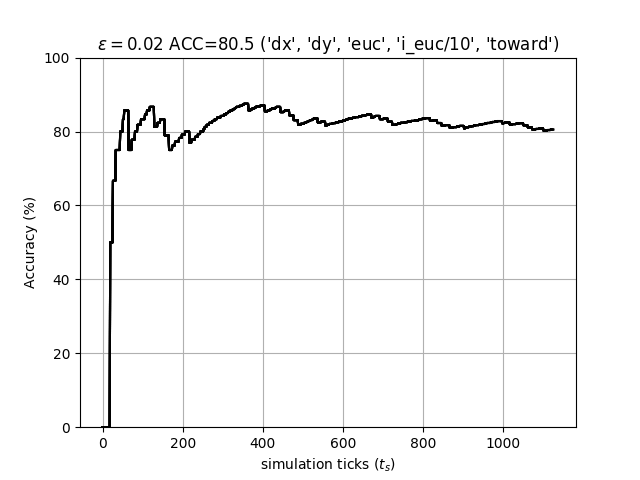 ε = 0.02 ACC=80.5 ('dx', 'dy', 'euc', 'i_euc/10', 'toward')
100
80
60
40
20
0
Accuracy (%)
0 200 400 600 800 1000
simulation ticks (tₛ)